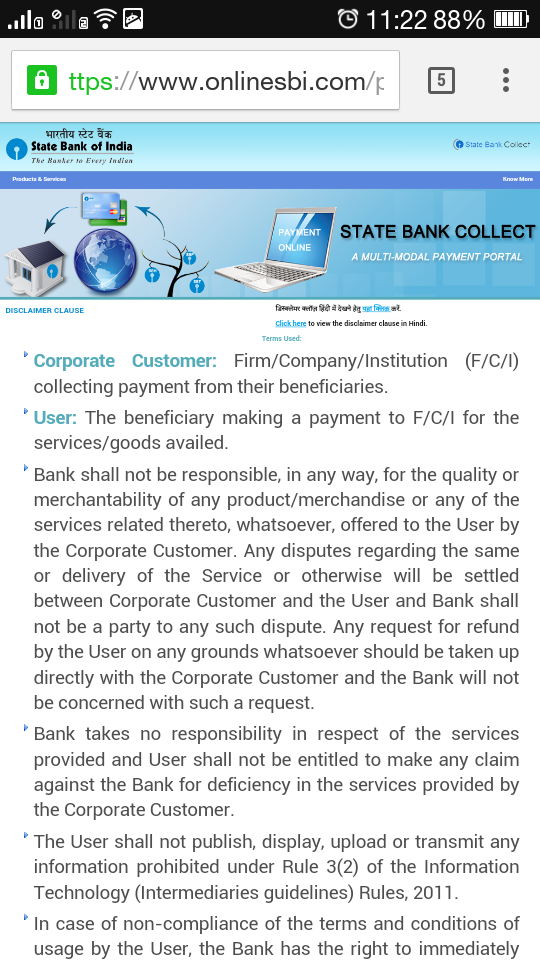 11:22 88%
ttps://www.onlinesbi.com/p
5
भारतीय स्टेट बैंक
State Bank of India
The Banker to Every Indian
State Bank Collect
Products & Services
Know More
PAYMENT
ONLINE
STATE BANK COLLECT
A MULTI-MODAL PAYMENT PORTAL
DISCLAIMER CLAUSE
डिस्क्लेमर क्लॉज़ हिंदी में देखने हेतु यहां क्लिक करें.
Click here to view the disclaimer clause in Hindi.
Terms Used:
Corporate Customer: Firm/Company/Institution (F/C/I)
collecting payment from their beneficiaries.
User: The beneficiary making a payment to F/C/I for the
services/goods availed.
Bank shall not be responsible, in any way, for the quality or
merchantability of any product/merchandise or any of the
services related thereto, whatsoever, offered to the User by
the Corporate Customer. Any disputes regarding the same
or delivery of the Service or otherwise will be settled
between Corporate Customer and the User and Bank shall
not be a party to any such dispute. Any request for refund
by the User on any grounds whatsoever should be taken up
directly with the Corporate Customer and the Bank will not
be concerned with such a request.
Bank takes no responsibility in respect of the services
provided and User shall not be entitled to make any claim
against the Bank for deficiency in the services provided by
the Corporate Customer.
The User shall not publish, display, upload or transmit any
information prohibited under Rule 3(2) of the Information
Technology (Intermediaries guidelines) Rules, 2011.
In case of non-compliance of the terms and conditions of
usage by the User, the Bank has the right to immediately